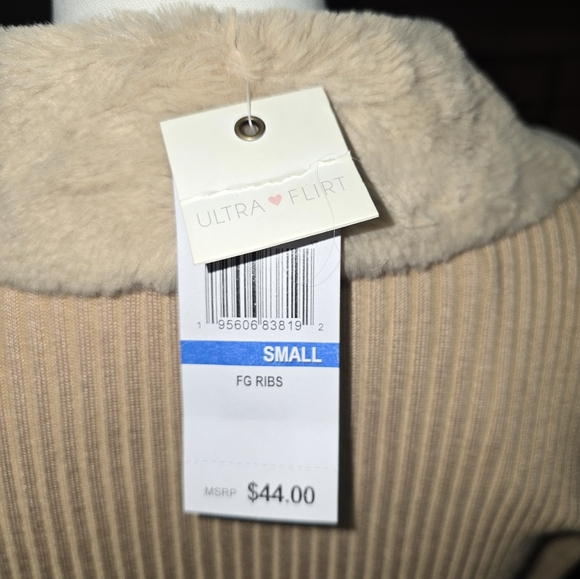 ULTRA ♥ FLIRT
1 95606 83819 2
SMALL
FG RIBS
MSRP $44.00